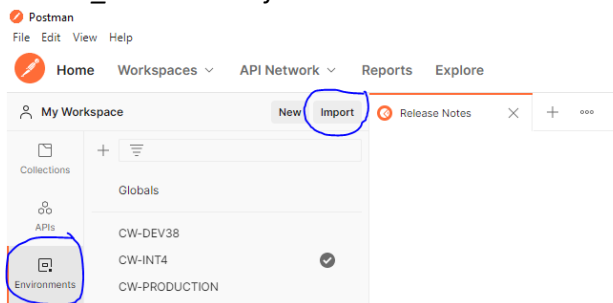 Postman
File Edit View Help
Home Workspaces API Network Reports Explore
My Workspace New Import Release Notes
Collections
Globals
APIs
CW-DEV38
CW-INT4
Environments
CW-PRODUCTION